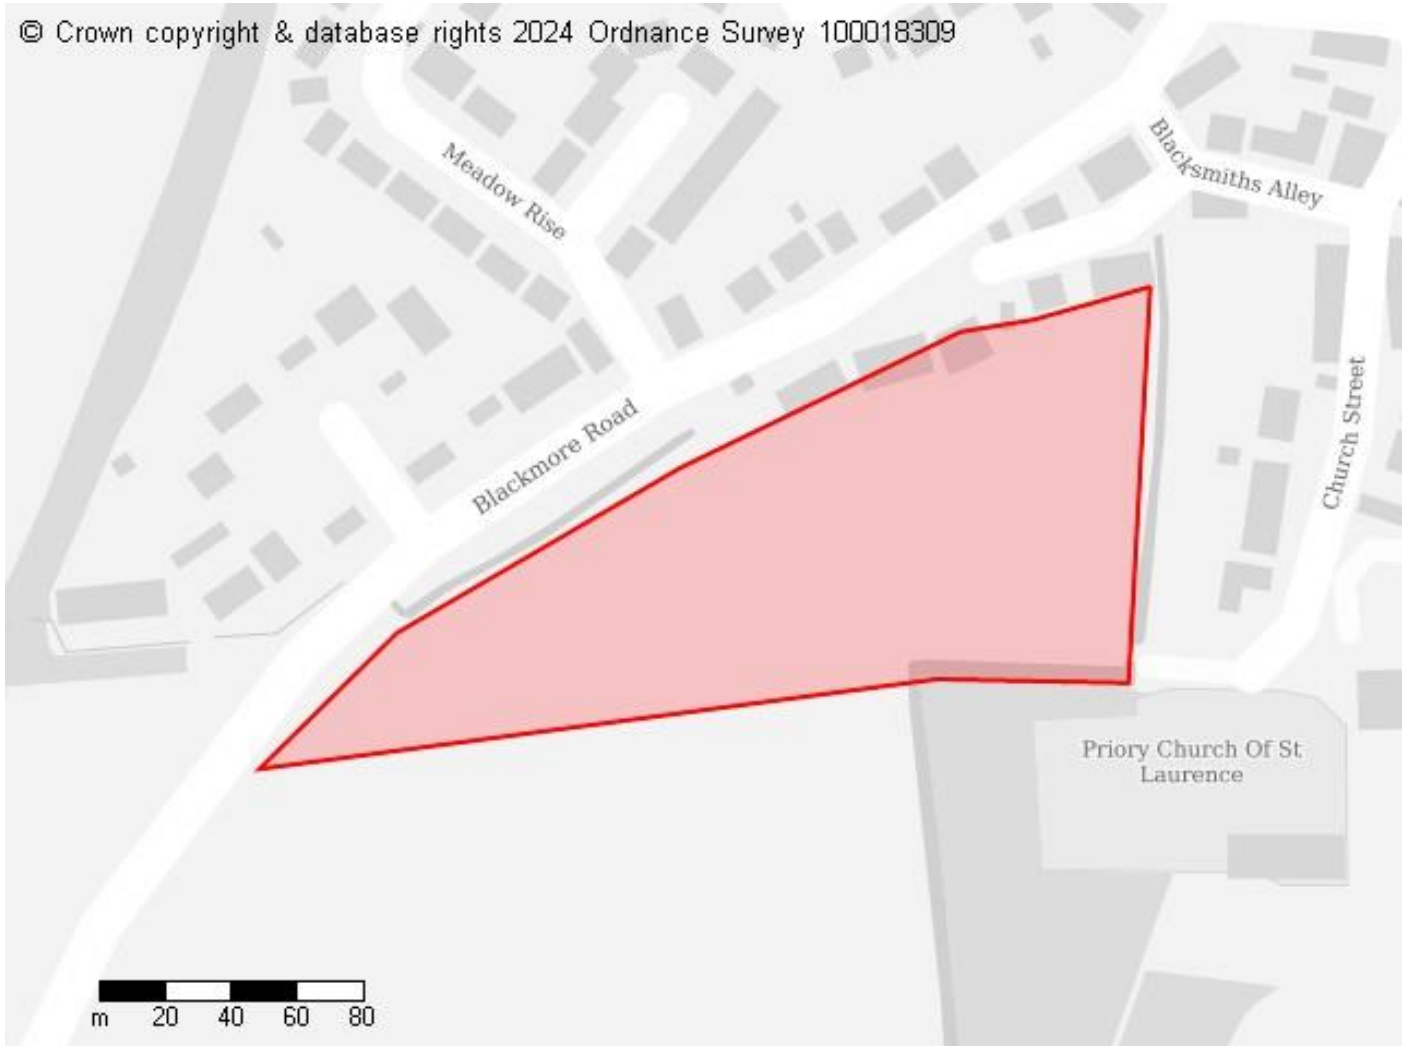 © Crown copyright & database rights 2024 Ordnance Survey 100018309
Blacksmiths Alley
Meadow Rise
Church Street
Blackmore Road
Priory Church Of St
Laurence
m 20 40 60 80